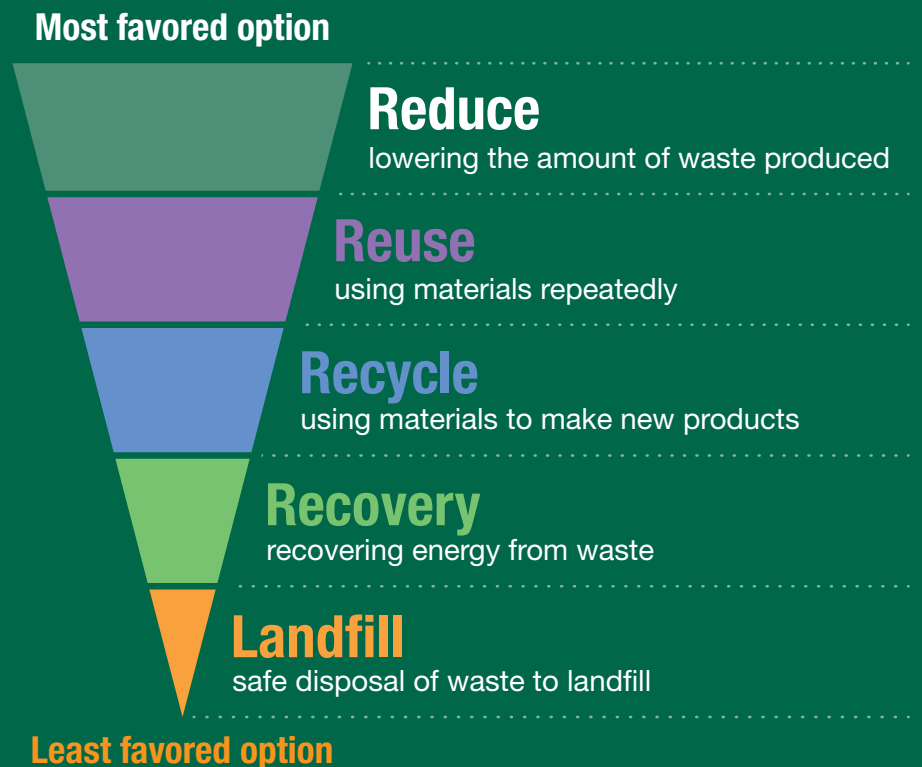 Most favored option
Reduce
lowering the amount of waste produced
Reuse
using materials repeatedly
Recycle
using materials to make new products
Recovery
recovering energy from waste
Landfill
safe disposal of waste to landfill
Least favored option